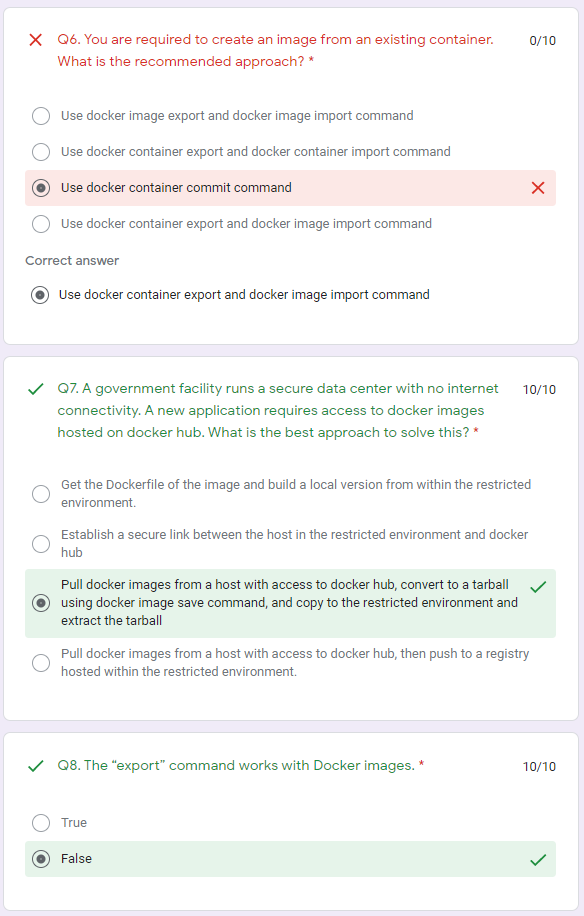 Q6. You are required to create an image from an existing container. 0/10
What is the recommended approach? *
Use docker image export and docker image import command
Use docker container export and docker container import command
Use docker container commit command
Use docker container export and docker image import command
Correct answer
Use docker container export and docker image import command
Q7. A government facility runs a secure data center with no internet 10/10
connectivity. A new application requires access to docker images
hosted on docker hub. What is the best approach to solve this? *
Get the Dockerfile of the image and build a local version from within the restricted
environment.
Establish a secure link between the host in the restricted environment and docker
hub
Pull docker images from a host with access to docker hub, convert to a tarball
using docker image save command, and copy to the restricted environment and
extract the tarball
Pull docker images from a host with access to docker hub, then push to a registry
hosted within the restricted environment.
Q8. The “export” command works with Docker images. * 10/10
True
False